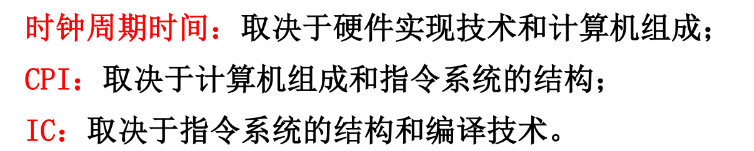 时钟周期时间：取决于硬件实现技术和计算机组成；
CPI：取决于计算机组成和指令系统的结构；
IC：取决于指令系统的结构和编译技术。